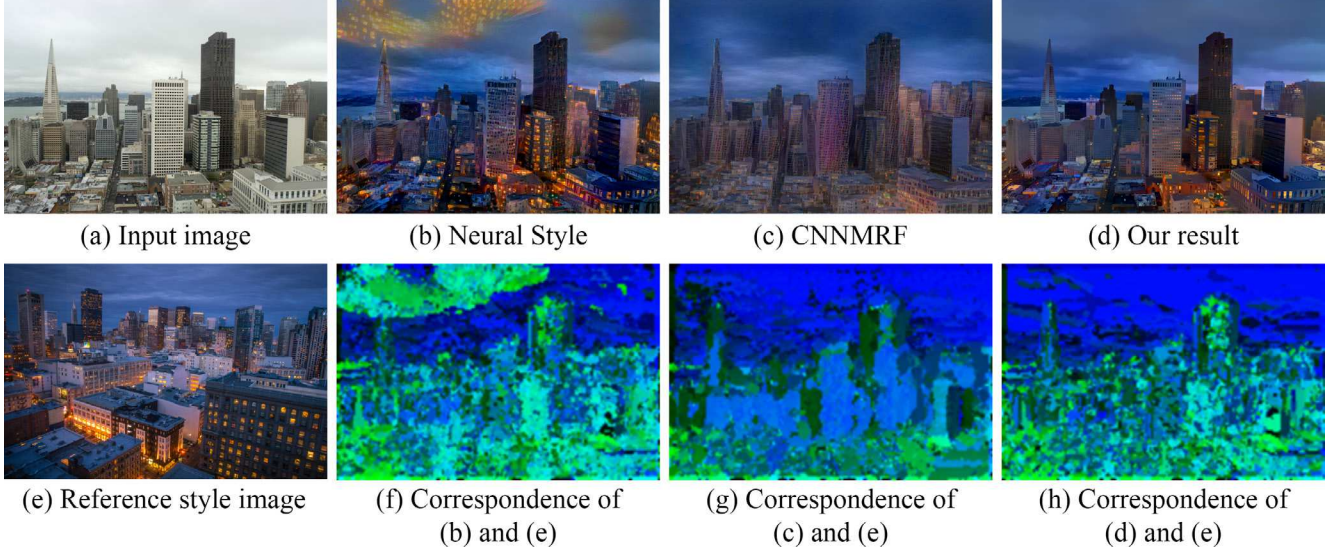 (a) Input image
(b) Neural Style
(c) CNNMRF
(d) Our result
(e) Reference style image
(f) Correspondence of
(b) and (e)
(g) Correspondence of
(c) and (e)
(h) Correspondence of
(d) and (e)